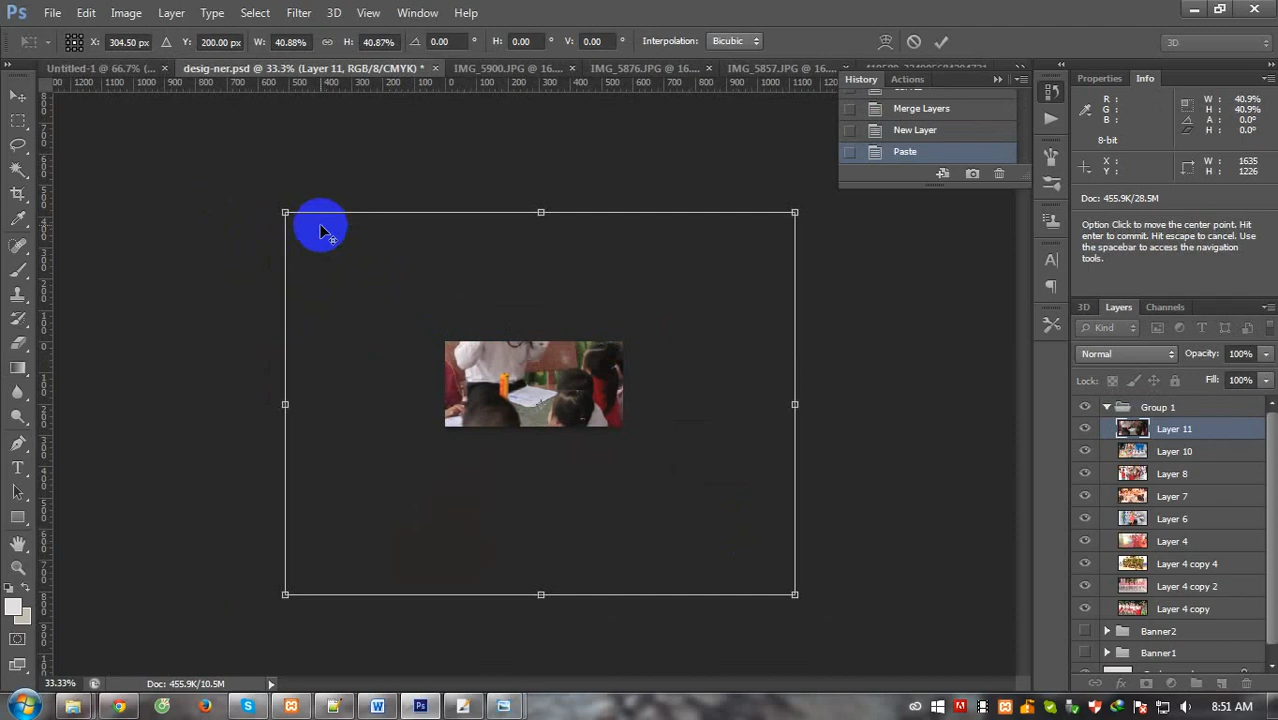 Ps File Edit Image Layer Type Select Filter 3D View Window Help
X: 304.50 px Y: 200.00 px W: 40.88% H: 40.87% 0.00 ° H: 0.00 ° V: 0.00 ° Interpolation: Bicubic 3D
Untitled-1 @ 66.7% (... × desig-ner.psd @ 33.3% (Layer 11, RGB/8/CMYK) * × IMG_5900.JPG @ 16.... × IMG_5876.JPG @ 16.... × IMG_5857.JPG @ 16....
History Actions
Merge Layers
New Layer
Paste
Properties Info
R :
G :
B :
8-bit
W : 40.9%
H : 40.9%
A : 0.0°
H : 0.0°
X :
Y :
W : 1635
H : 1226
Doc: 455.9K/28.5M
Option Click to move the center point. Hit enter to commit. Hit escape to cancel. Use the spacebar to access the navigation tools.
3D Layers Channels
Kind
Normal Opacity: 100%
Lock: Fill: 100%
Group 1
Layer 11
Layer 10
Layer 8
Layer 7
Layer 6
Layer 4
Layer 4 copy 4
Layer 4 copy 2
Layer 4 copy
Banner2
Banner1
33.33% Doc: 455.9K/10.5M
8:51 AM